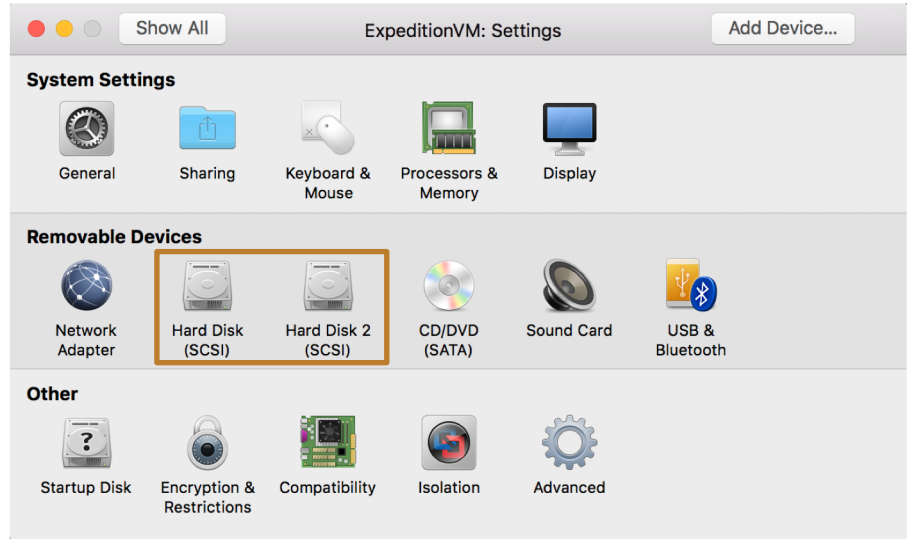 Show All
ExpeditionVM: Settings
Add Device...
System Settings
General
Sharing
Keyboard &
Mouse
Processors &
Memory
Display
Removable Devices
Network
Adapter
Hard Disk
(SCSI)
Hard Disk 2
(SCSI)
CD/DVD
(SATA)
Sound Card
USB &
Bluetooth
Other
?
Startup Disk
Encryption &
Restrictions
Compatibility
Isolation
Advanced